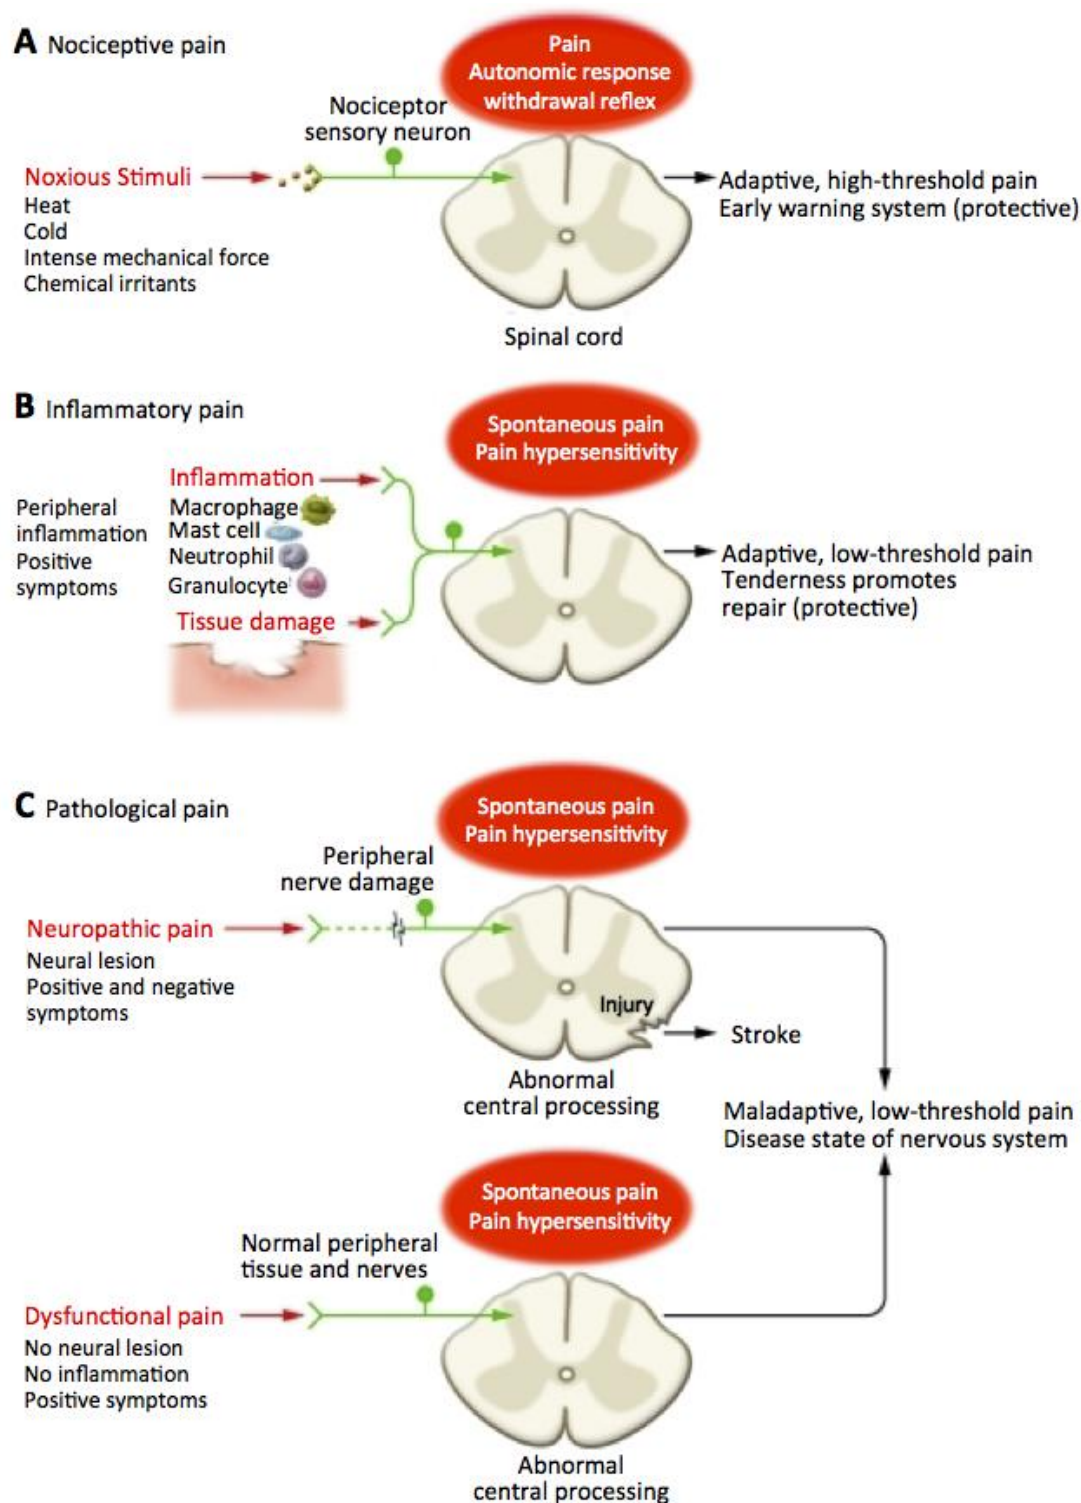 A Nociceptive pain
Pain
Autonomic response
withdrawal reflex
Nociceptor
sensory neuron
Noxious Stimuli
Heat
Cold
Intense mechanical force
Chemical irritants
Adaptive, high-threshold pain
Early warning system (protective)
Spinal cord
B Inflammatory pain
Spontaneous pain
Pain hypersensitivity
Peripheral
inflammation
Positive
symptoms
Inflammation
Macrophage
Mast cell
Neutrophil
Granulocyte
Tissue damage
Adaptive, low-threshold pain
Tenderness promotes
repair (protective)
C Pathological pain
Spontaneous pain
Pain hypersensitivity
Peripheral
nerve damage
Neuropathic pain
Neural lesion
Positive and negative
symptoms
Injury
Stroke
Abnormal
central processing
Maladaptive, low-threshold pain
Disease state of nervous system
Spontaneous pain
Pain hypersensitivity
Normal peripheral
tissue and nerves
Dysfunctional pain
No neural lesion
No inflammation
Positive symptoms
Abnormal
central processing